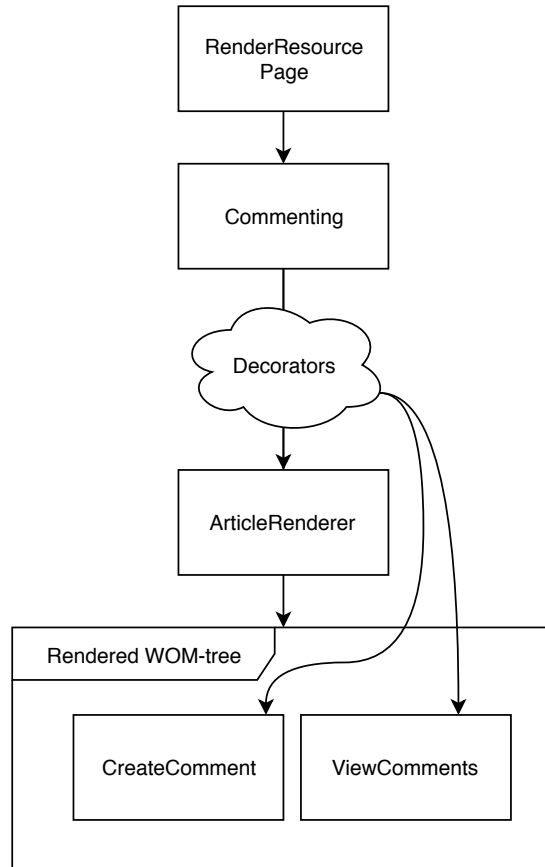 RenderResource
Page
Commenting
Decorators
ArticleRenderer
Rendered WOM-tree
CreateComment
ViewComments